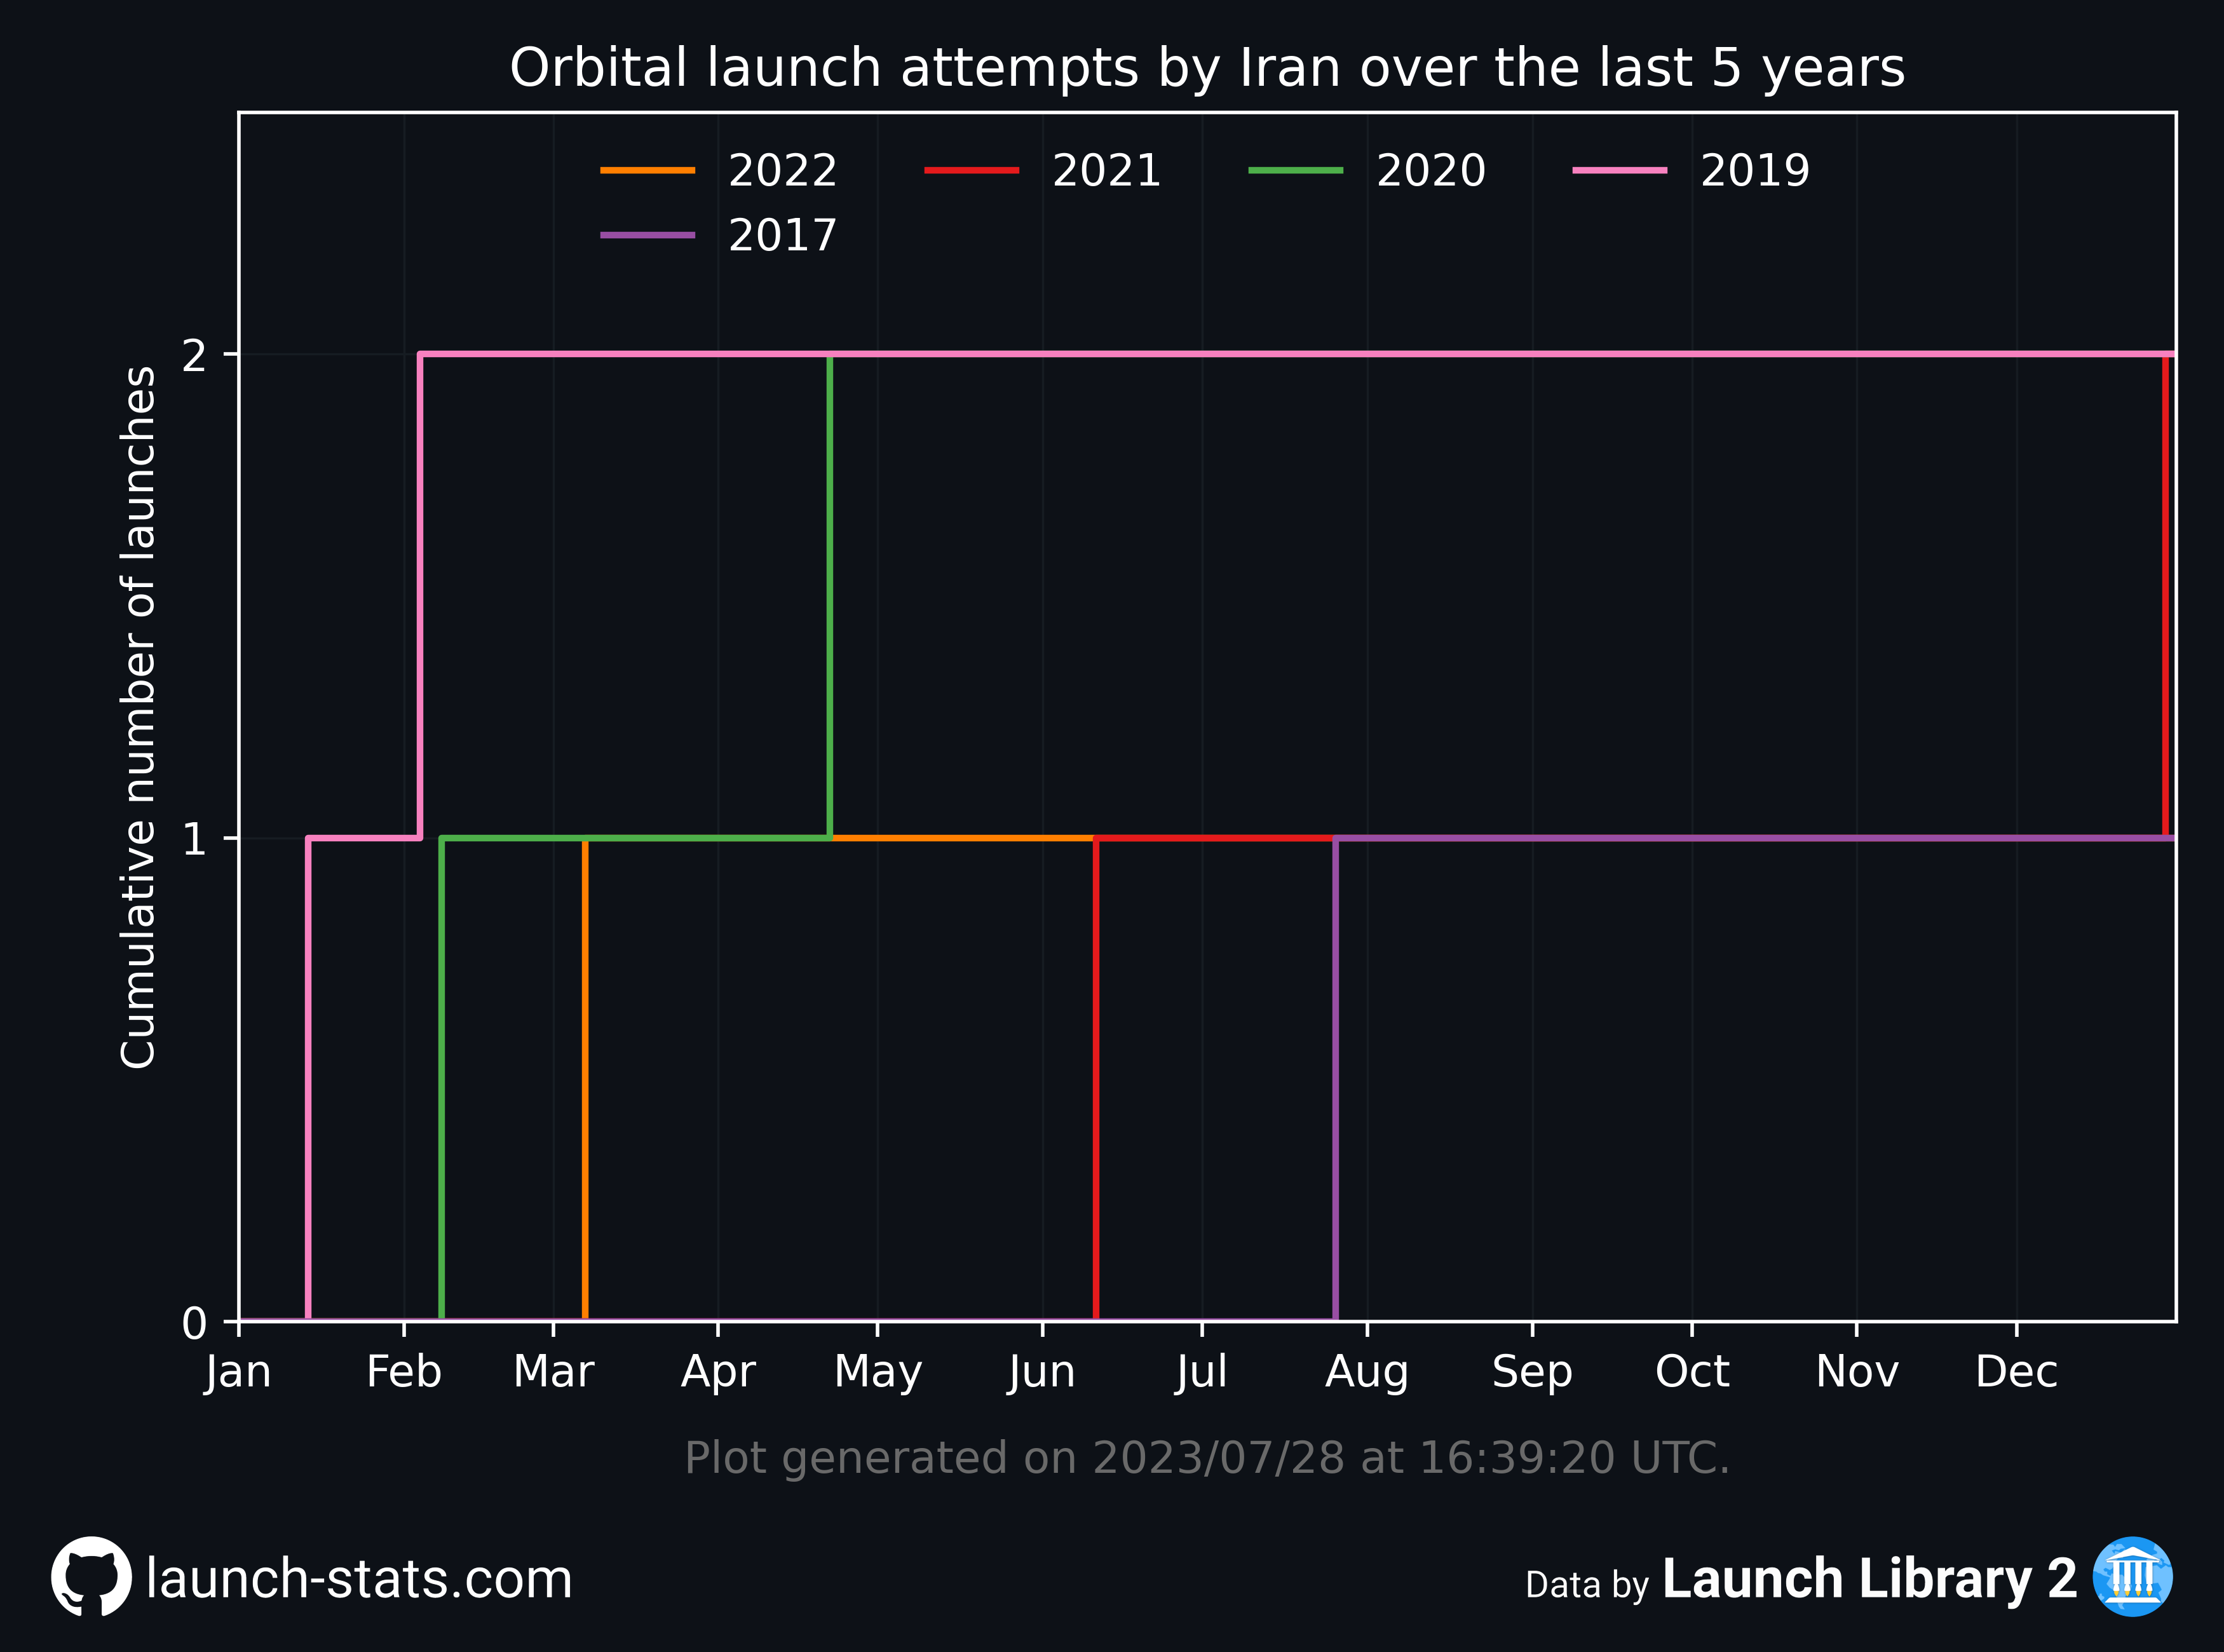 Orbital launch attempts by Iran over the last 5 years
2022 2021 2020 2019
2017
Cumulative number of launches
2
1
0
Jan Feb Mar Apr May Jun Jul Aug Sep Oct Nov Dec
Plot generated on 2023/07/28 at 16:39:20 UTC.
launch-stats.com
Data by Launch Library 2